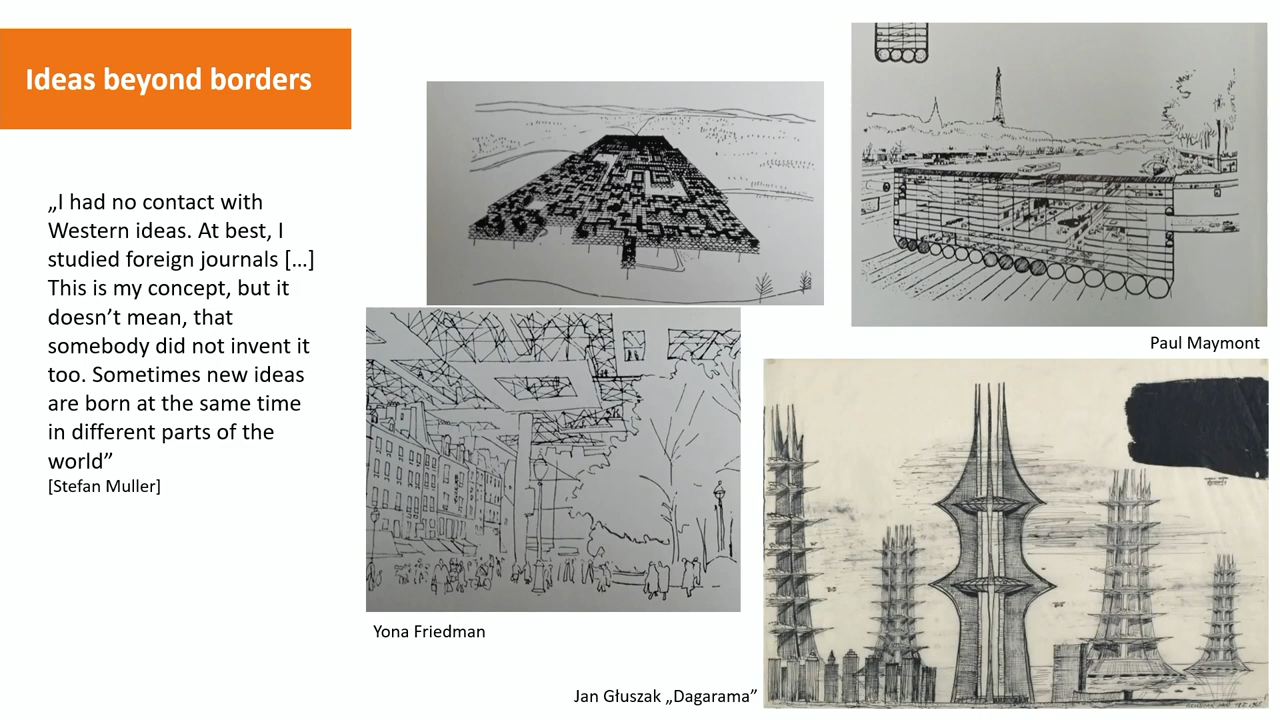 Ideas beyond borders
„I had no contact with
Western ideas. At best, I
studied foreign journals […]
This is my concept, but it
doesn’t mean, that
somebody did not invent it
too. Sometimes new ideas
are born at the same time
in different parts of the
world”
[Stefan Muller]
Paul Maymont
Yona Friedman
Jan Głuszak „Dagarama”